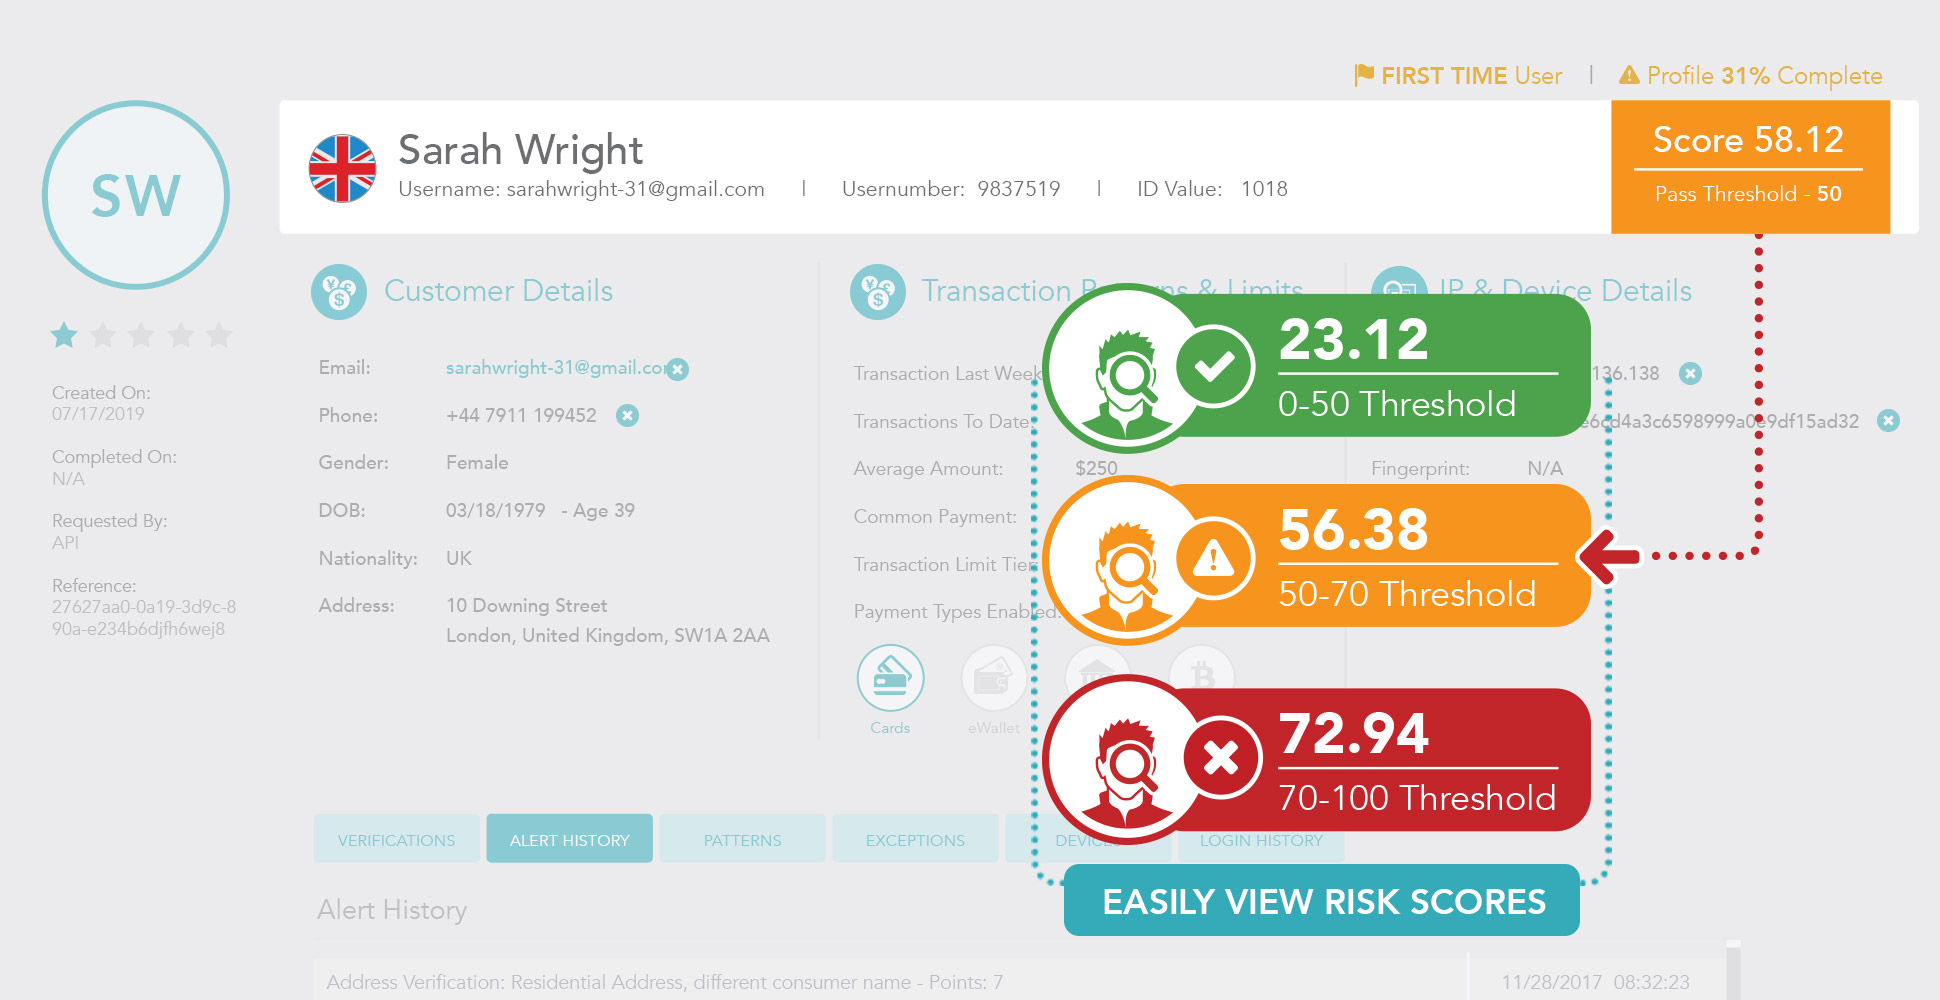 FIRST TIME User | Profile 31% Complete
SW
Sarah Wright
Username: sarahwright-31@gmail.com | Usernumber: 9837519 | ID Value: 1018
Score 58.12
Pass Threshold - 50
Created On:
07/17/2019
Completed On:
N/A
Requested By:
API
Reference:
27627aa0-0a19-3d9c-8
90a-e234b6djfh6wej8
Customer Details
Email: sarahwright-31@gmail.co
Phone: +44 7911 199452
Gender: Female
DOB: 03/18/1979 - Age 39
Nationality: UK
Address: 10 Downing Street
London, United Kingdom, SW1A 2AA
Transaction & Limits
Transaction Last Week
Transactions To Date:
Average Amount: $250
Common Payment:
Transaction Limit Tier:
Payment Types Enabled:
Cards
eWallet
IP & Device Details
136.138
e6cd4a3c6598999a0e9df15ad32
Fingerprint: N/A
23.12
0-50 Threshold
56.38
50-70 Threshold
72.94
70-100 Threshold
EASILY VIEW RISK SCORES
VERIFICATIONS
ALERT HISTORY
PATTERNS
EXCEPTIONS
LOGIN HISTORY
Alert History
Address Verification: Residential Address, different consumer name - Points: 7
11/28/2017 08:32:23